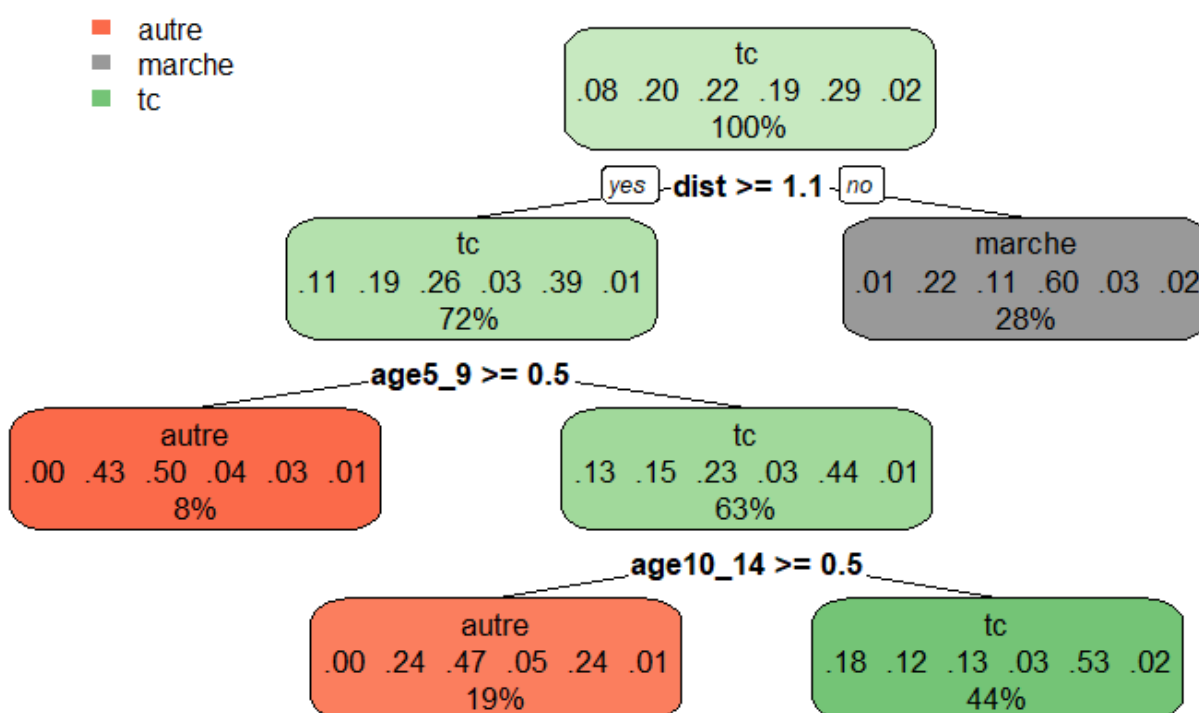 autre
marche
tc
tc
.08 .20 .22 .19 .29 .02
100%
yes dist >= 1.1 no
tc
.11 .19 .26 .03 .39 .01
72%
marche
.01 .22 .11 .60 .03 .02
28%
age5_9 >= 0.5
autre
.00 .43 .50 .04 .03 .01
8%
tc
.13 .15 .23 .03 .44 .01
63%
age10_14 >= 0.5
autre
.00 .24 .47 .05 .24 .01
19%
tc
.18 .12 .13 .03 .53 .02
44%